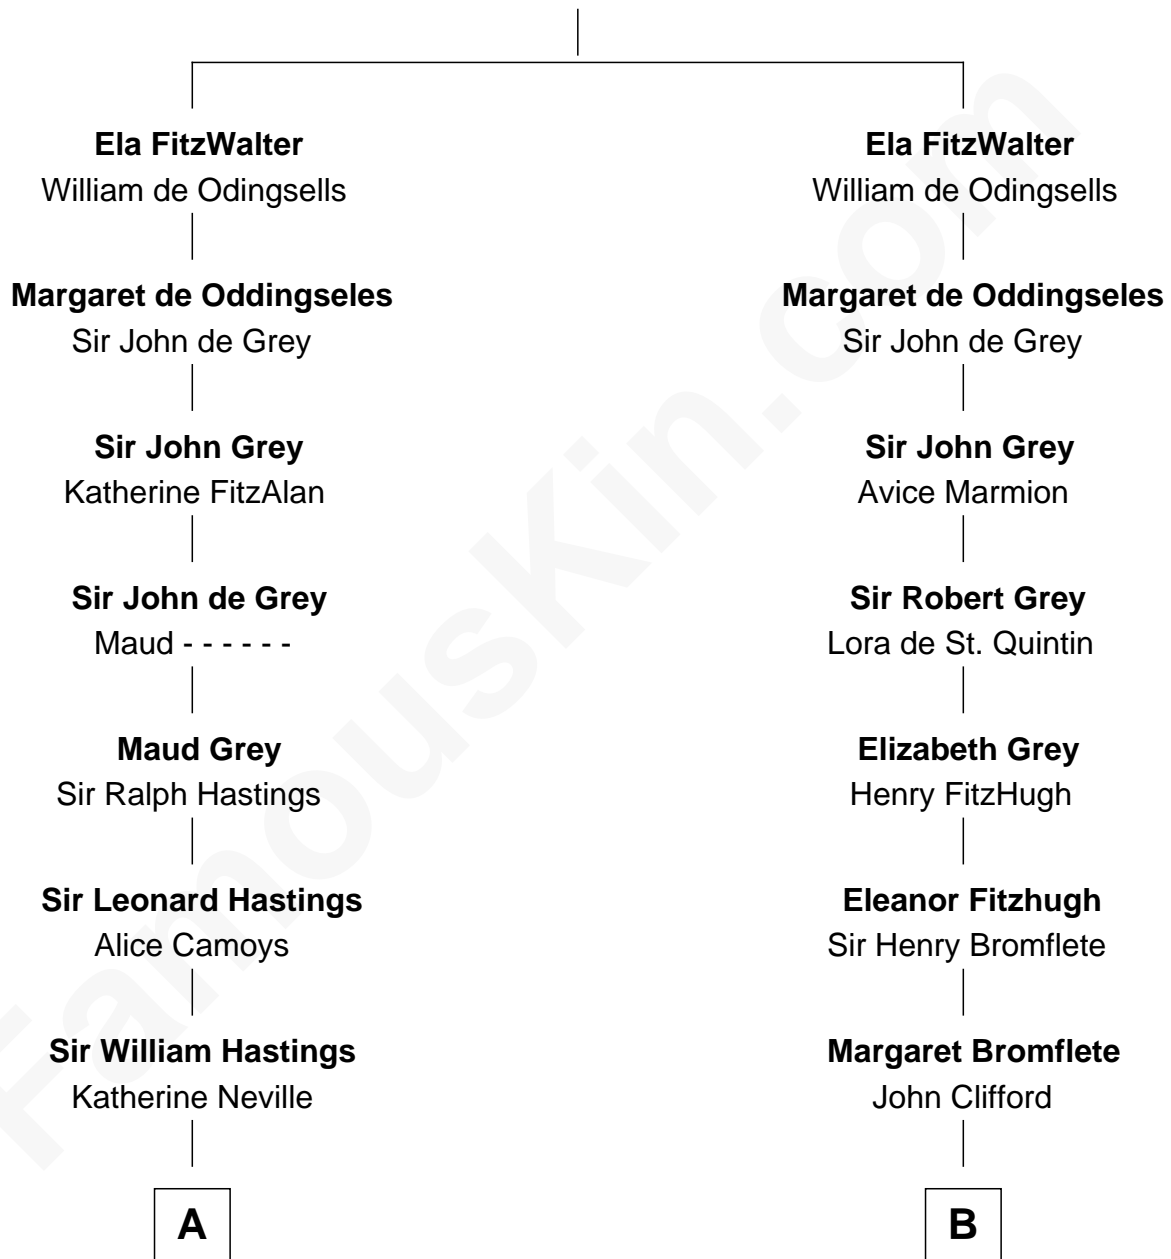 Ela FitzWalter
William de Odingsells
Margaret de Oddingseles
Sir John de Grey
Sir John Grey
Katherine FitzAlan
Sir John de Grey
Maud - - - - - -
Maud Grey
Sir Ralph Hastings
Sir Leonard Hastings
Alice Camoys
Sir William Hastings
Katherine Neville
A
Ela FitzWalter
William de Odingsells
Margaret de Oddingseles
Sir John de Grey
Sir John Grey
Avice Marmion
Sir Robert Grey
Lora de St. Quintin
Elizabeth Grey
Henry FitzHugh
Eleanor Fitzhugh
Sir Henry Bromflete
Margaret Bromflete
John Clifford
B
FamousKin.com